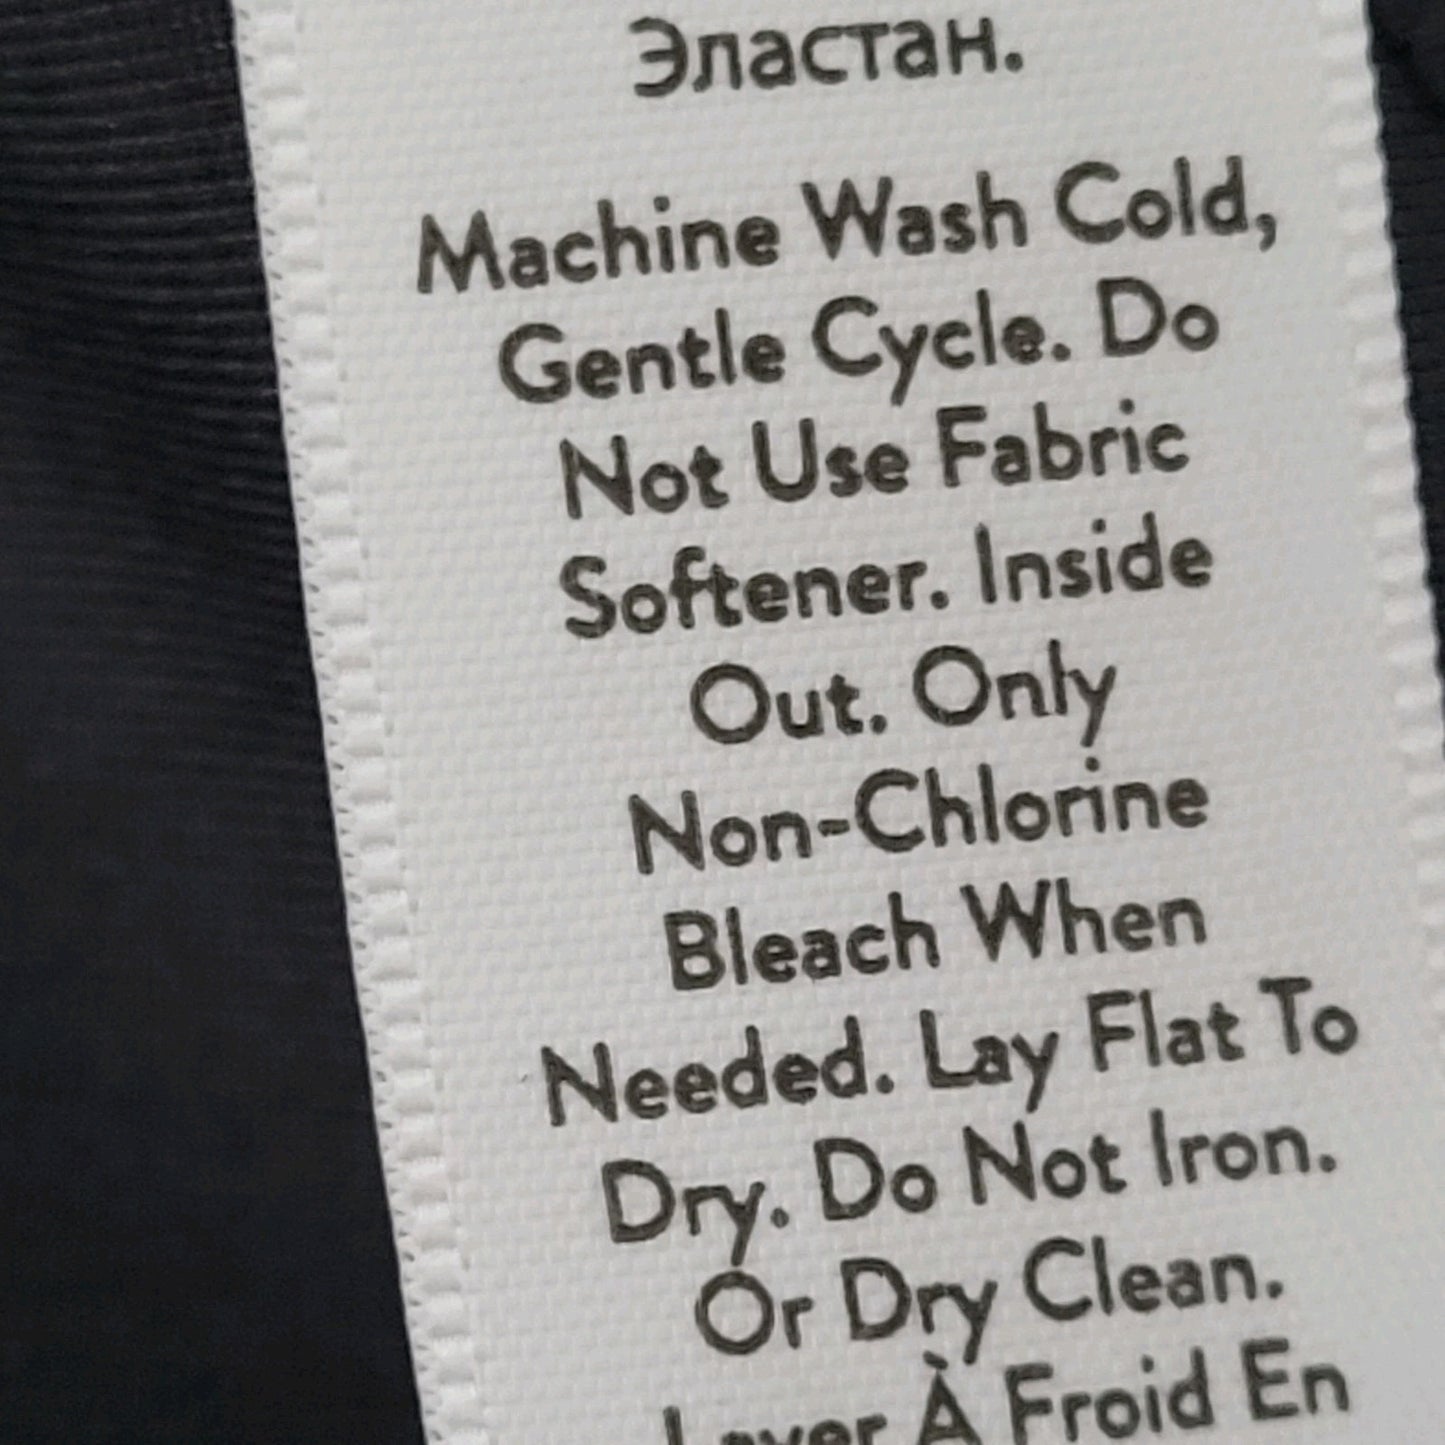 Эластан.
Machine Wash Cold,
Gentle Cycle. Do
Not Use Fabric
Softener. Inside
Out. Only
Non-Chlorine
Bleach When
Needed. Lay Flat To
Dry. Do Not Iron.
Or Dry Clean.
Laver À Froid En